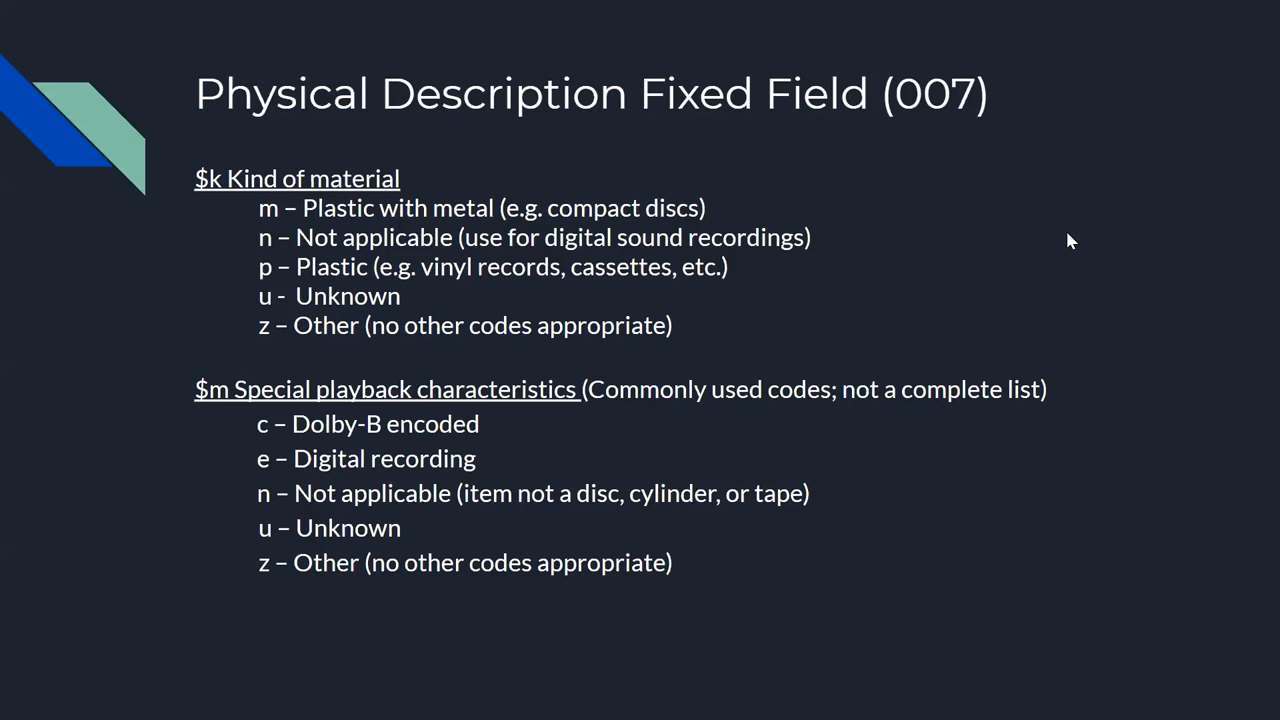 Physical Description Fixed Field (007)
$k Kind of material
m – Plastic with metal (e.g. compact discs)
n – Not applicable (use for digital sound recordings)
p – Plastic (e.g. vinyl records, cassettes, etc.)
u - Unknown
z – Other (no other codes appropriate)
$m Special playback characteristics (Commonly used codes; not a complete list)
c – Dolby-B encoded
e – Digital recording
n – Not applicable (item not a disc, cylinder, or tape)
u – Unknown
z – Other (no other codes appropriate)